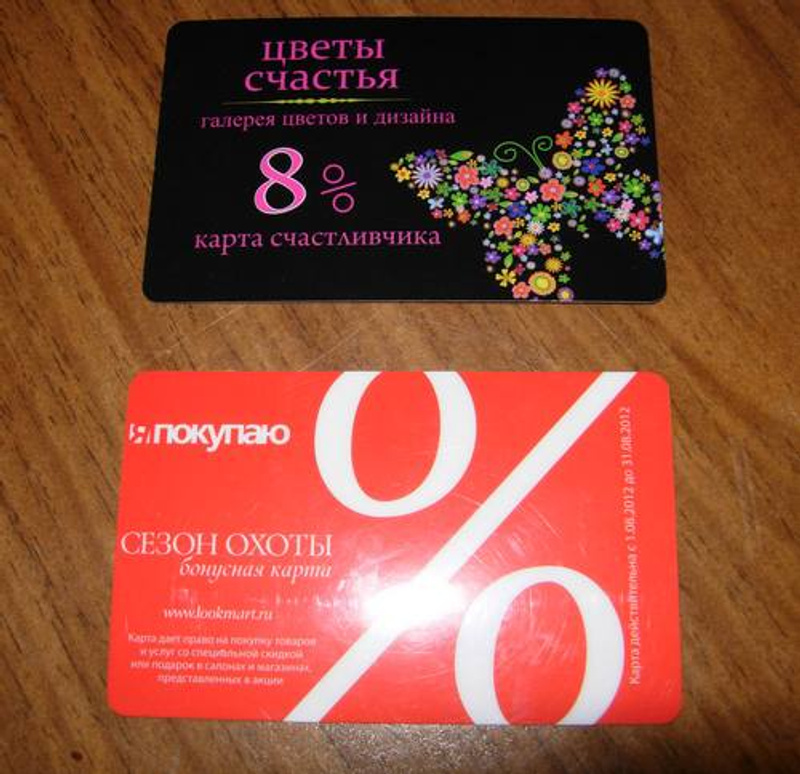 цветы
счастья
галерея цветов и дизайна
8%
карта счастливчика
Я ПОКУПАЮ
%
СЕЗОН ОХОТЫ
бонусная карта
www.lookmart.ru
Карта дает право на покупку товаров
и услуг со специальной скидкой
или подарок в салонах и магазинах,
представленных в акции
Карта действительна с 1.08.2012 до 31.08.2012